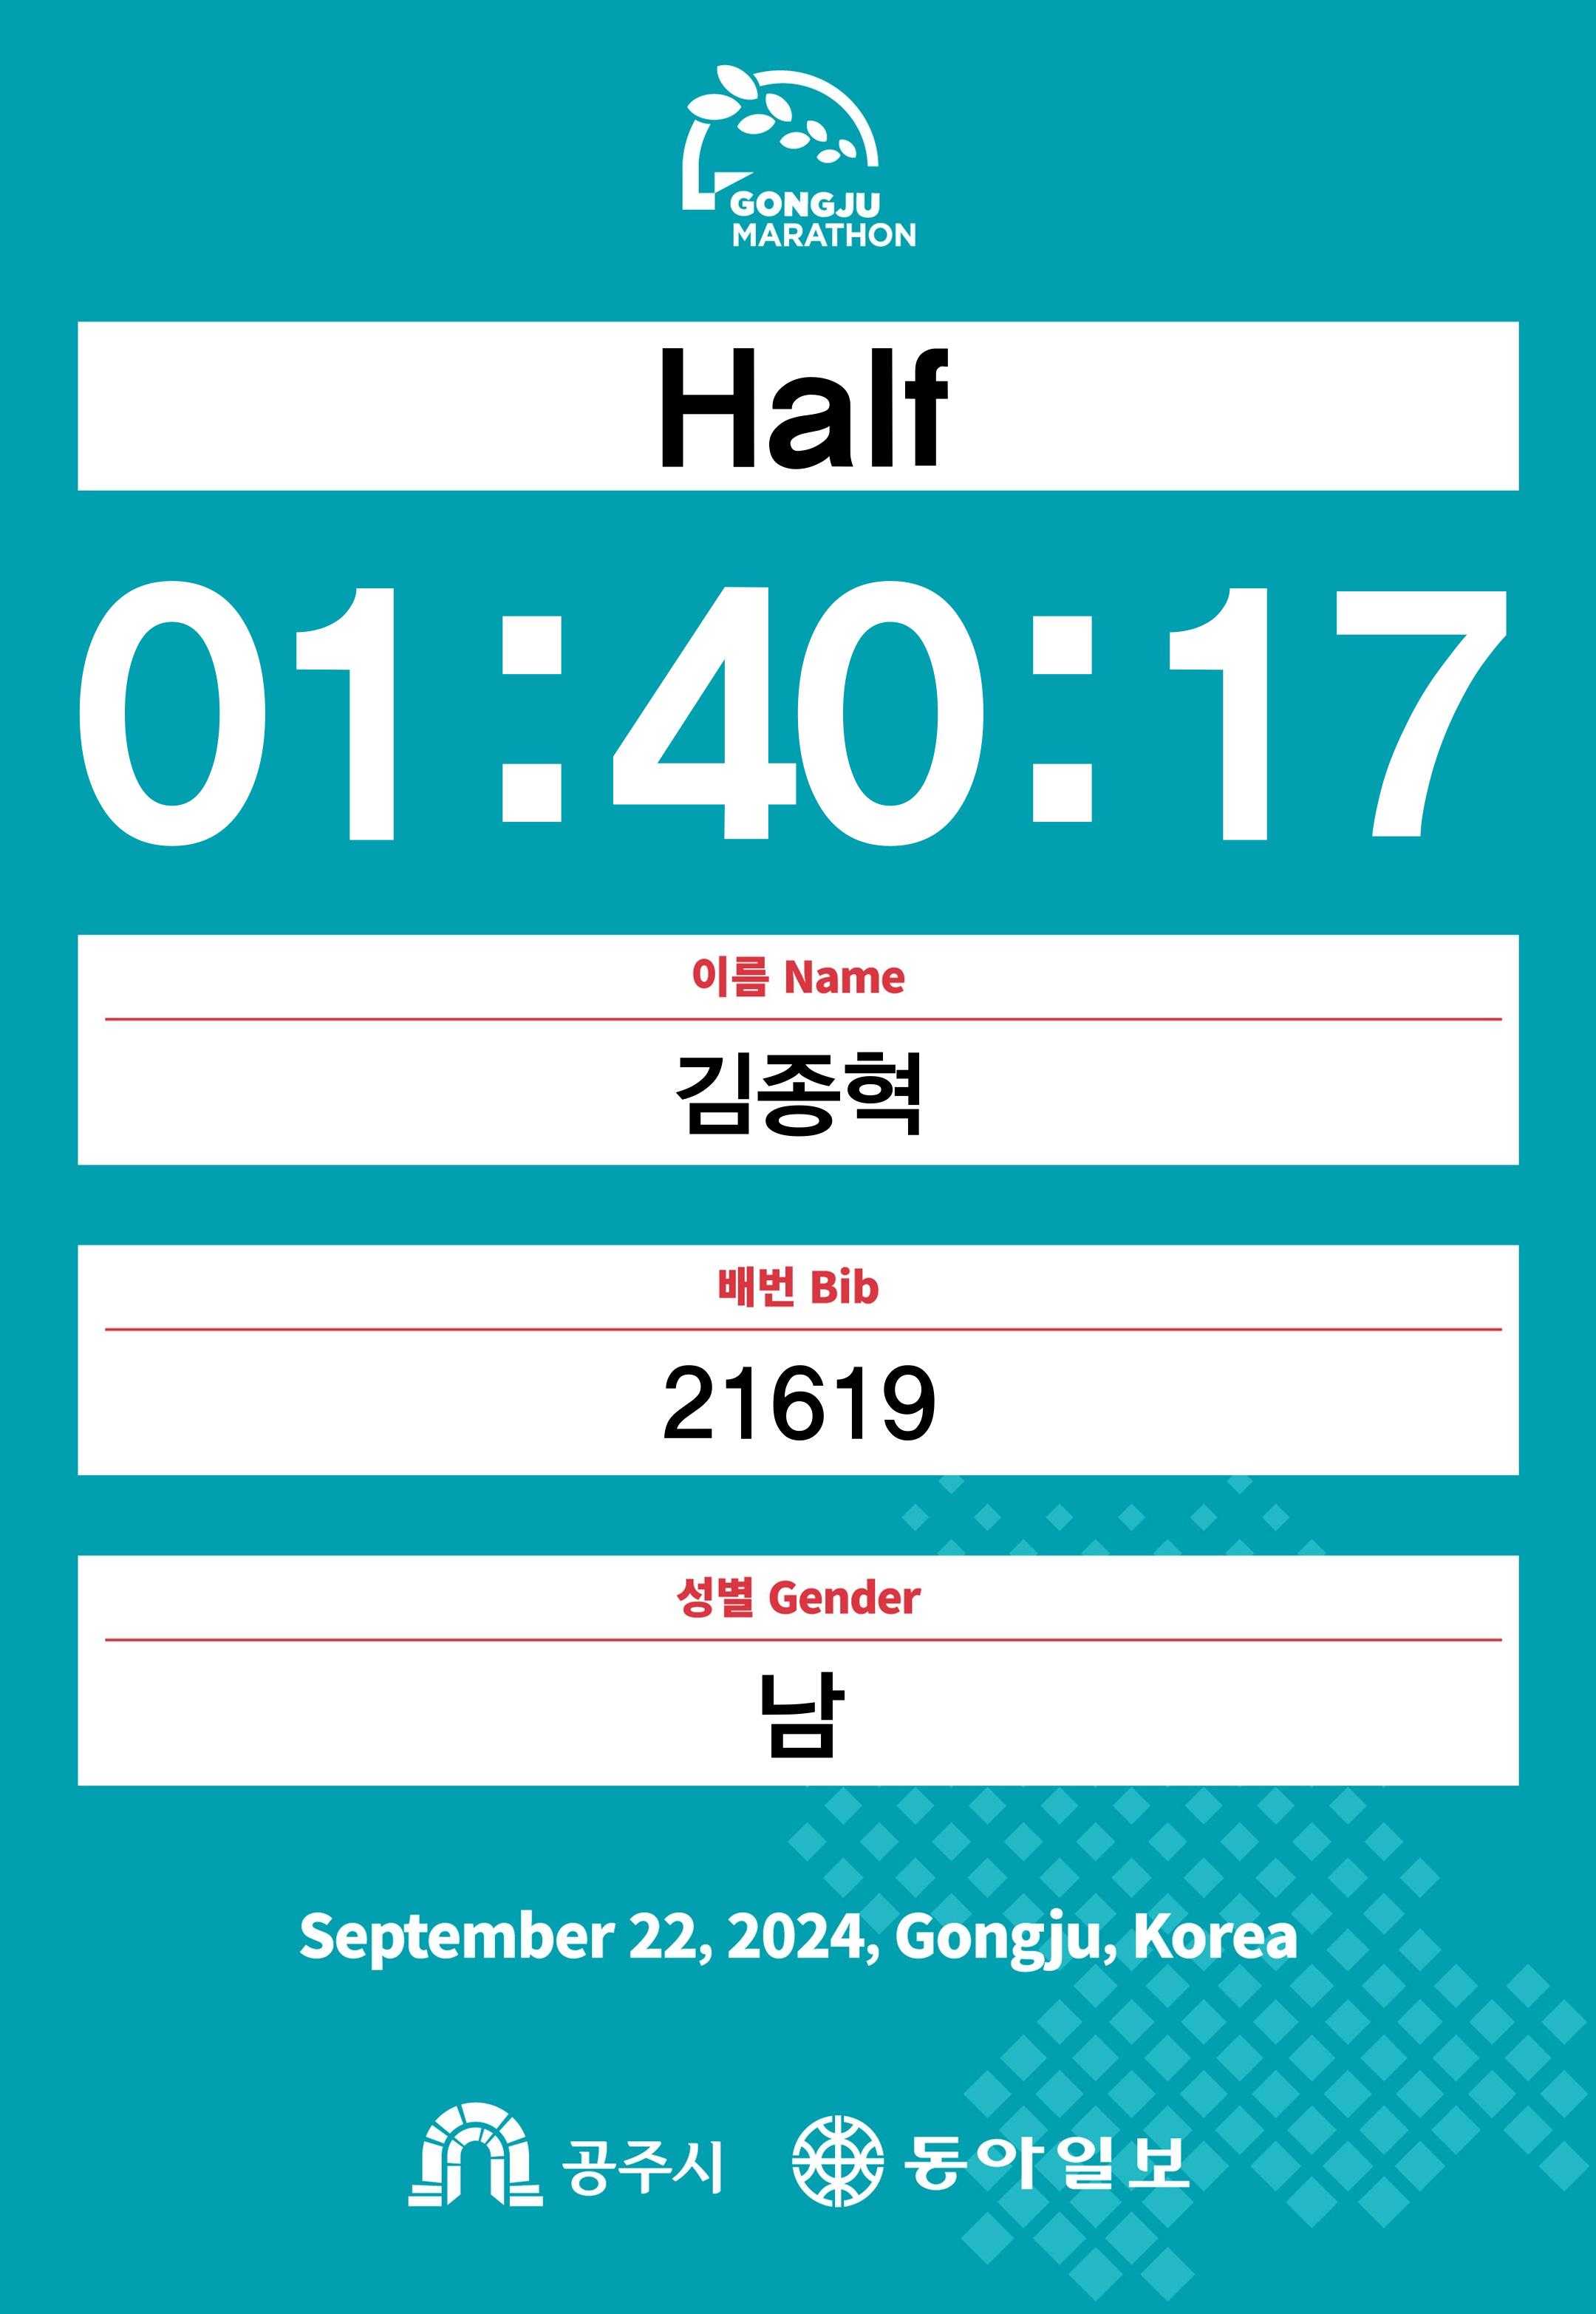 GONGJU
MARATHON
Half
01:40:17
이름 Name
김종혁
배번 Bib
21619
성별 Gender
남
September 22, 2024, Gongju, Korea
공주시 동아일보